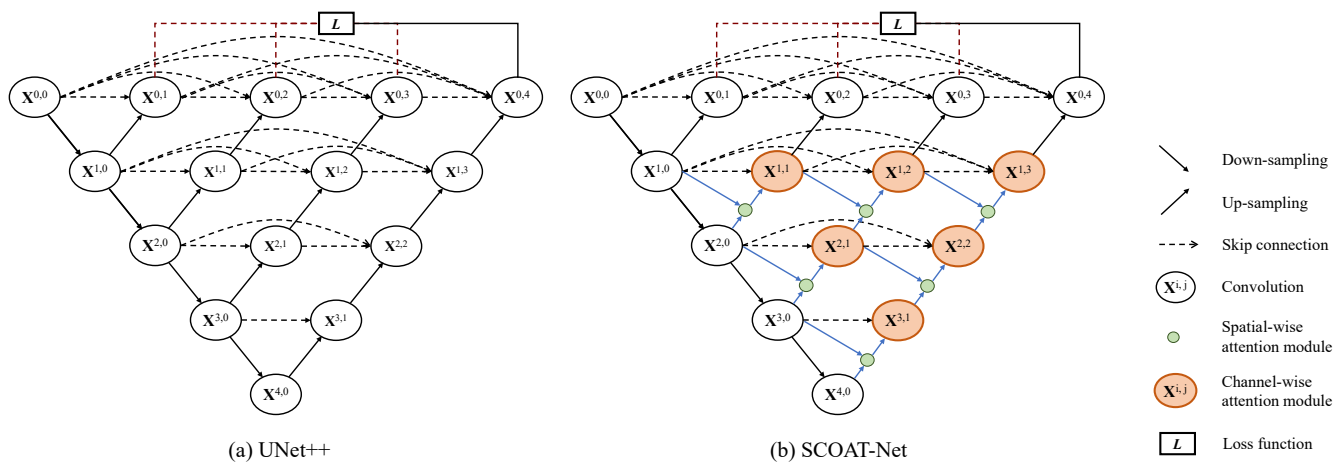 L
L
X0,0 X0,1 X0,2 X0,3 X0,4
X0,0 X0,1 X0,2 X0,3 X0,4
X1,0 X1,1 X1,2 X1,3
X1,0 X1,1 X1,2 X1,3
X2,0 X2,1 X2,2
X2,0 X2,1 X2,2
X3,0 X3,1
X3,0 X3,1
X4,0
X4,0
(a) UNet++
(b) SCOAT-Net
Down-sampling
Up-sampling
Skip connection
Xi, j Convolution
Spatial-wise
attention module
Xi, j Channel-wise
attention module
L Loss function